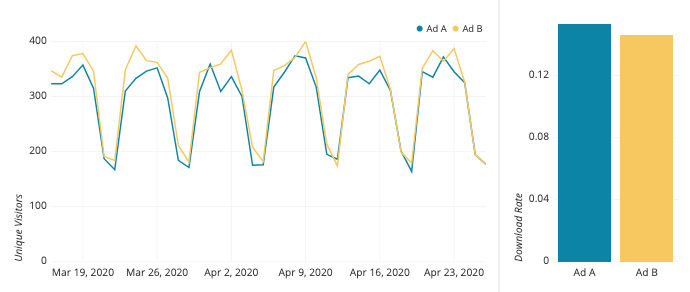 Ad A Ad B
400
300
200
100
0
Unique Visitors
Mar 19, 2020 Mar 26, 2020 Apr 2, 2020 Apr 9, 2020 Apr 16, 2020 Apr 23, 2020
0.12
0.08
0.04
0
Download Rate
Ad A Ad B